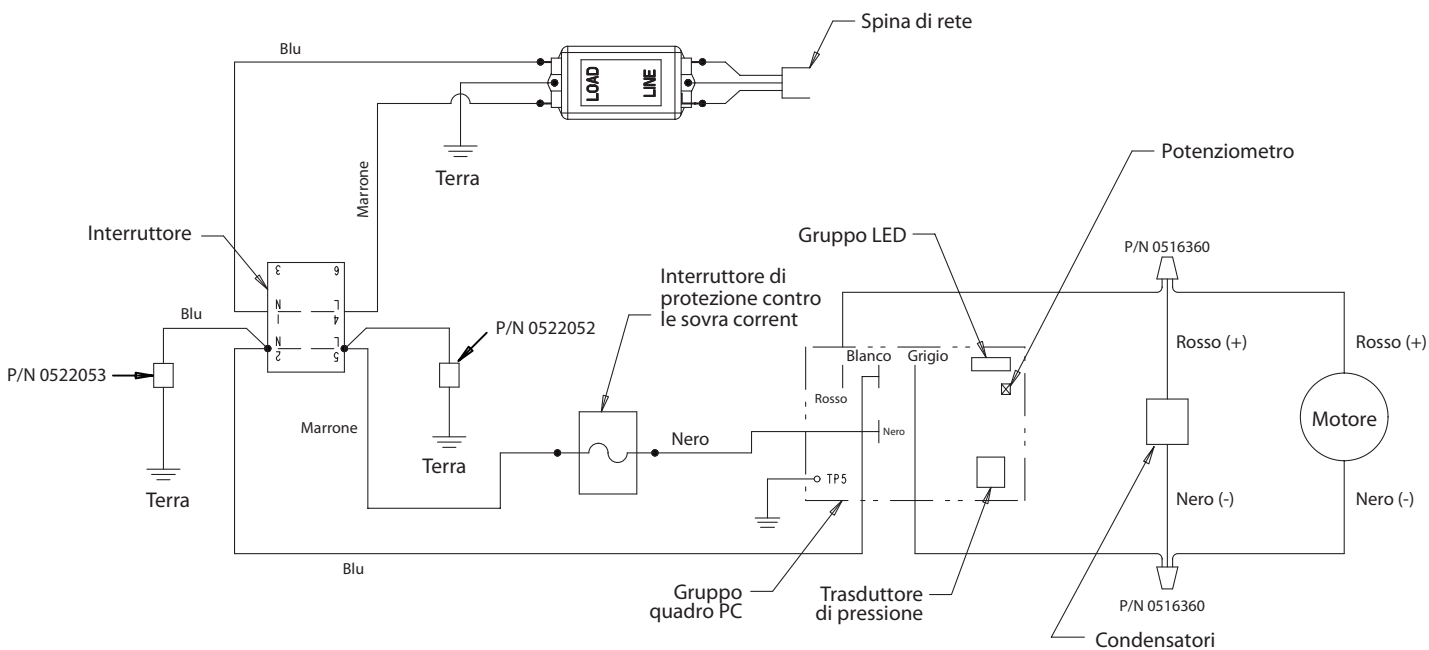 Spina di rete
Blu
LOAD
LINE
Terra
Marrone
Potenziometro
Interruttore
Gruppo LED
P/N 0516360
3
6
Interruttore di
protezione contro
le sovra corrent
N
L
1
4
Blu
P/N 0522052
N
L
2
5
Rosso (+)
Rosso (+)
Blanco
Grigio
P/N 0522053
Rosso
Motore
Marrone
Nero
Nero
Terra
TP5
Terra
Nero (-)
Nero (-)
Blu
Gruppo
quadro PC
Trasduttore
di pressione
P/N 0516360
Condensatori